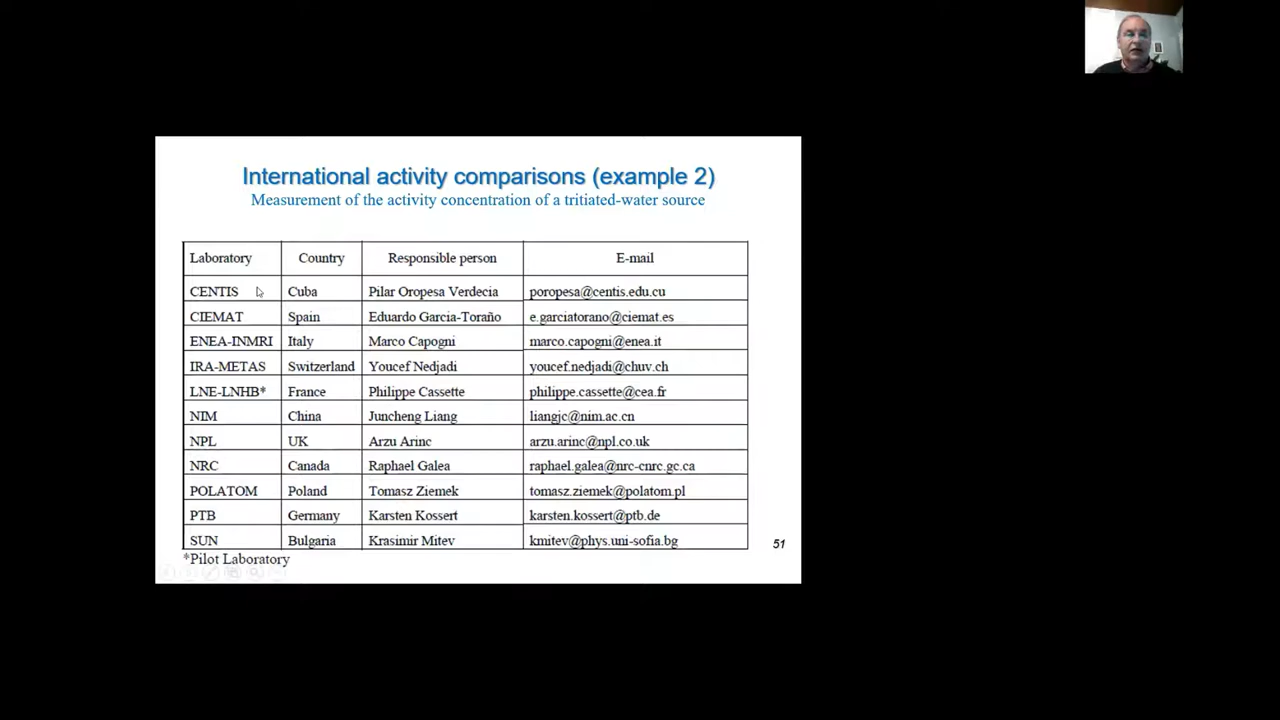 International activity comparisons (example 2)
Measurement of the activity concentration of a tritiated-water source
Laboratory Country Responsible person E-mail
CENTIS Cuba Pilar Oropesa Verdecia poropesa@centis.edu.cu
CIEMAT Spain Eduardo Garcia-Toraño e.garciatorano@ciemat.es
ENEA-INMRI Italy Marco Capogni marco.capogni@enea.it
IRA-METAS Switzerland Youcef Nedjadi youcef.nedjadi@chuv.ch
LNE-LNHB* France Philippe Cassette philippe.cassette@cea.fr
NIM China Juncheng Liang liangjc@nim.ac.cn
NPL UK Arzu Arinc arzu.arinc@npl.co.uk
NRC Canada Raphael Galea raphael.galea@nrc-cnrc.gc.ca
POLATOM Poland Tomasz Ziemek tomasz.ziemek@polatom.pl
PTB Germany Karsten Kossert karsten.kossert@ptb.de
SUN Bulgaria Krasimir Mitev kmitev@phys.uni-sofia.bg
51
*Pilot Laboratory